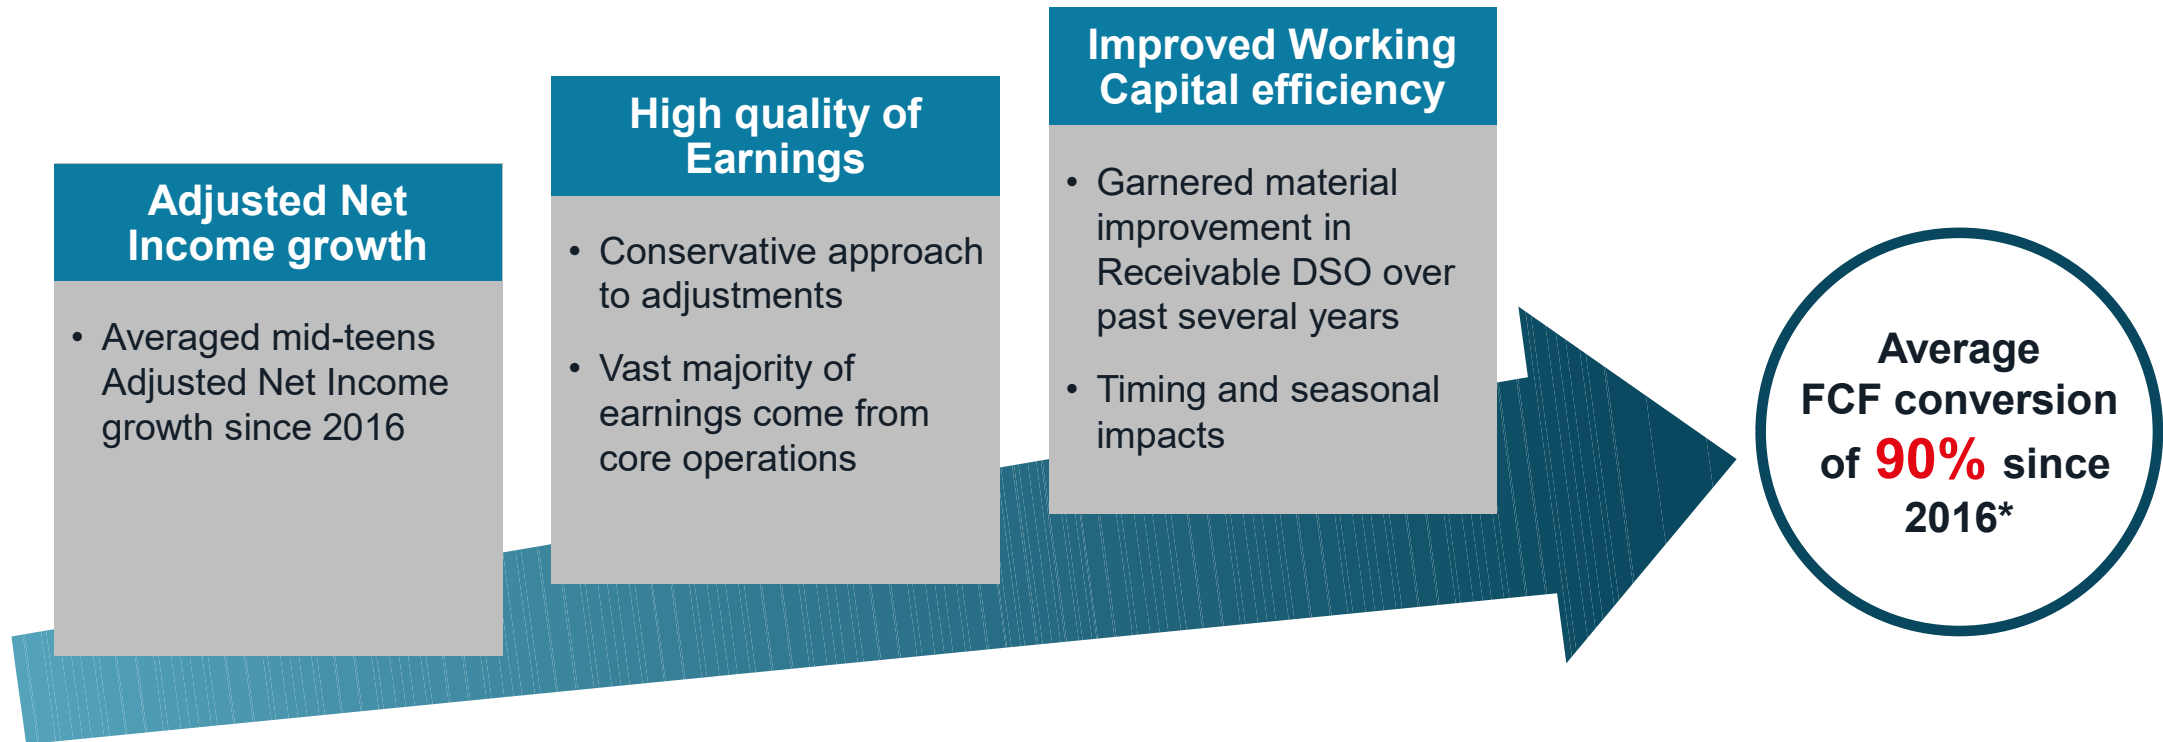 Adjusted Net
Income growth
• Averaged mid-teens
Adjusted Net Income
growth since 2016
High quality of
Earnings
• Conservative approach
to adjustments
• Vast majority of
earnings come from
core operations
Improved Working
Capital efficiency
• Garnered material
improvement in
Receivable DSO over
past several years
• Timing and seasonal
impacts
Average
FCF conversion
of 90% since
2016*